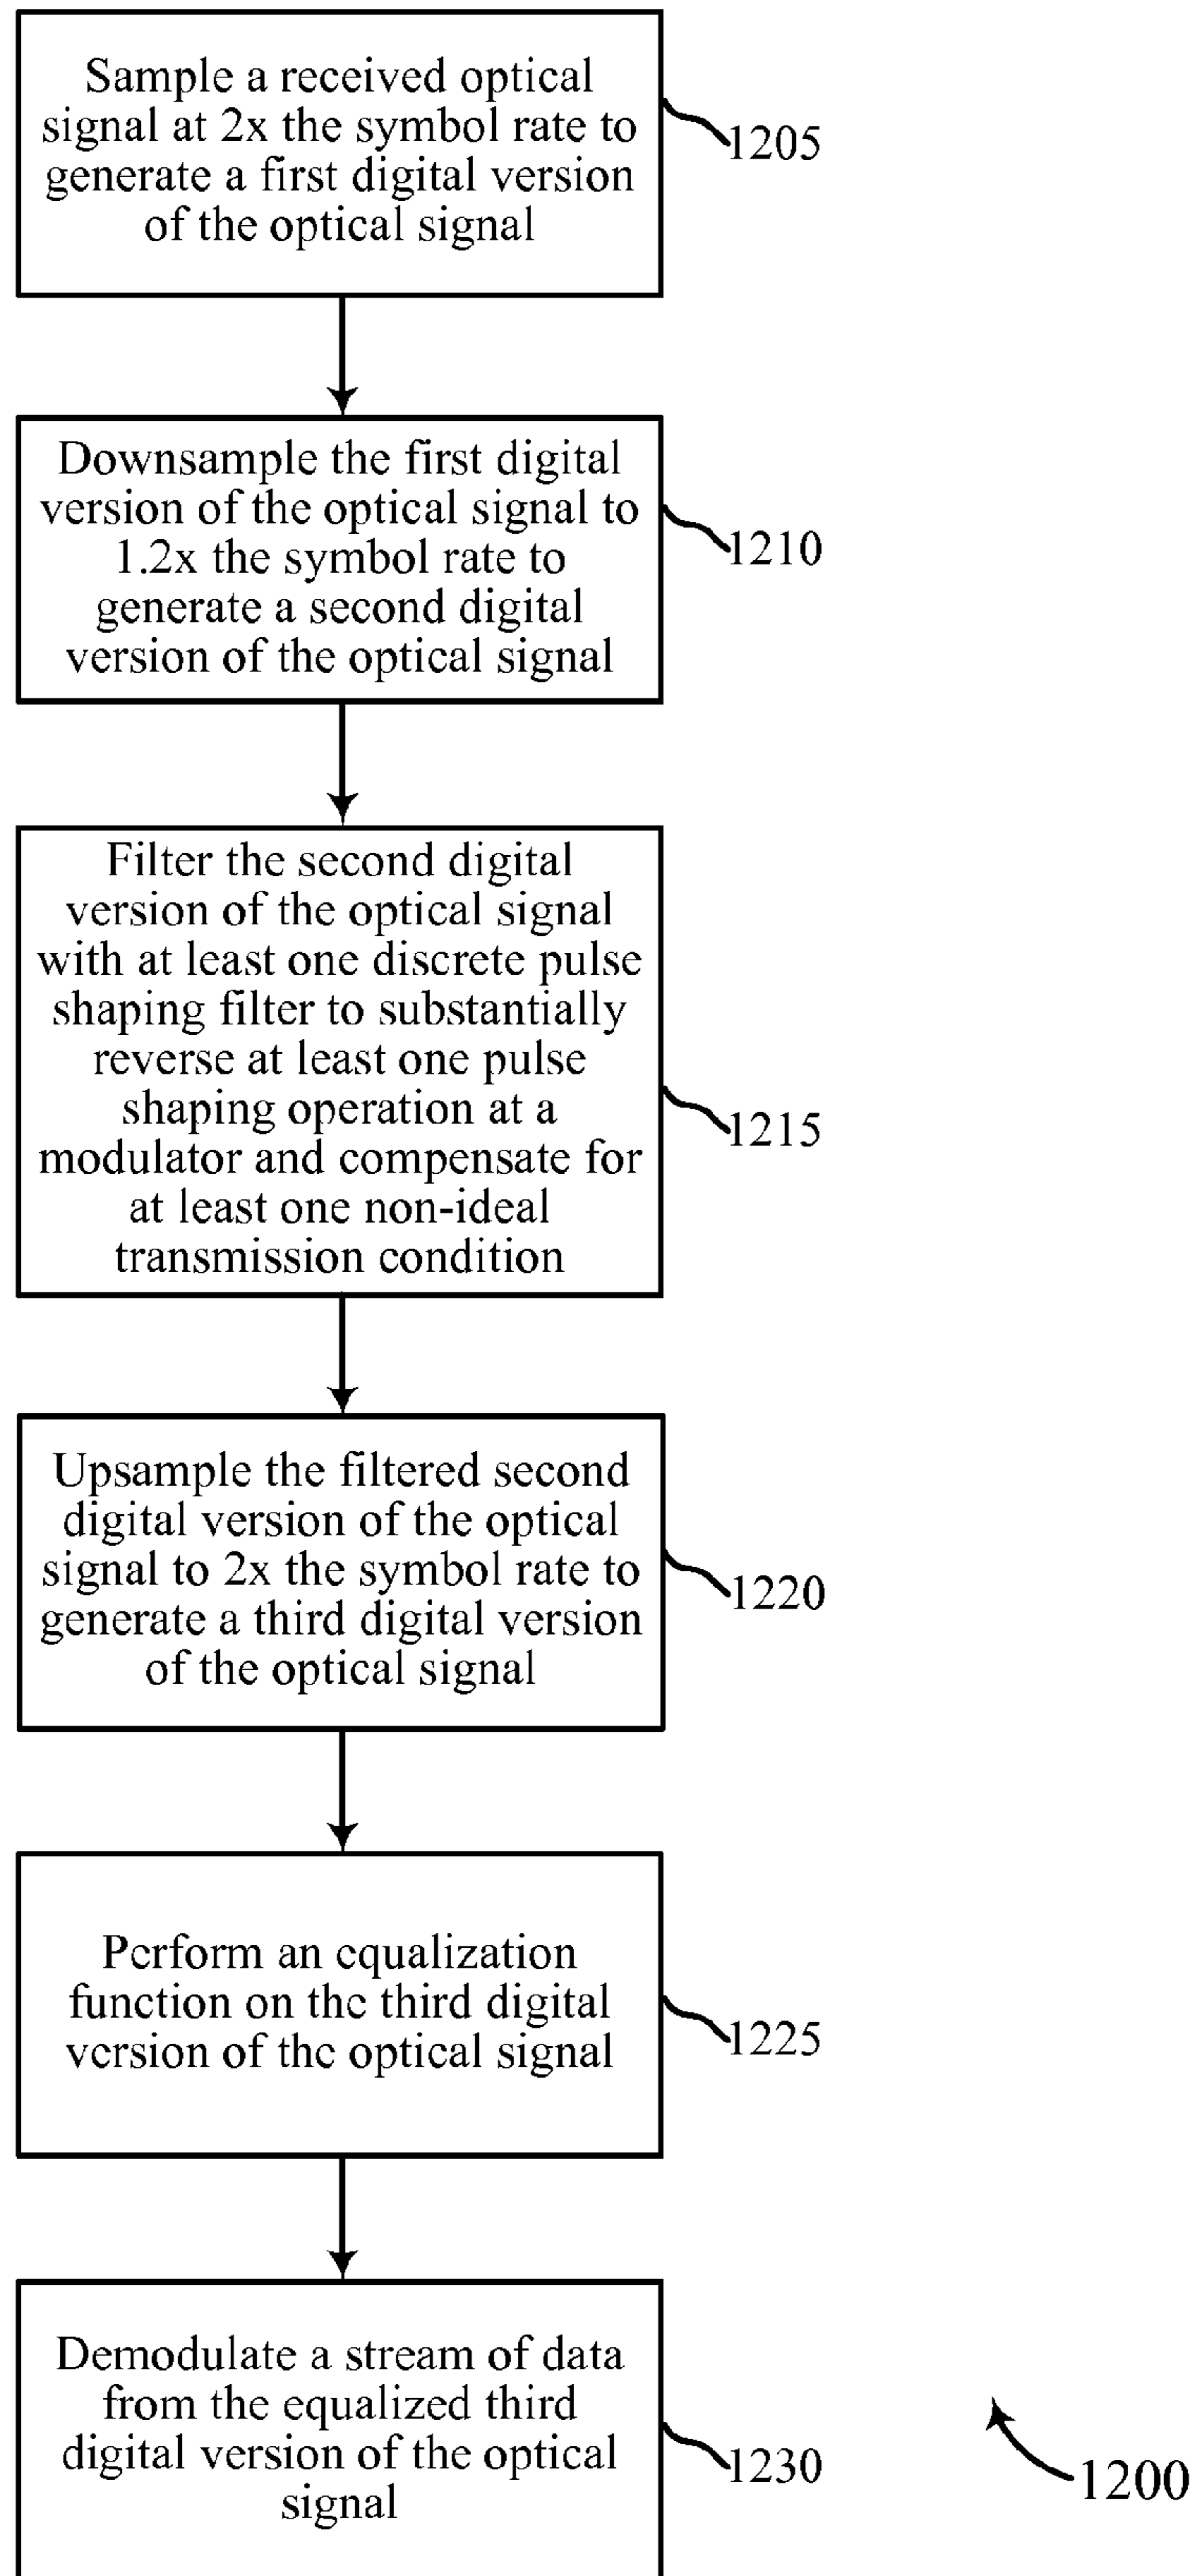 Sample a received optical
signal at 2x the symbol rate to
generate a first digital version
of the optical signal
1205
Downsample the first digital
version of the optical signal to
1.2x the symbol rate to
generate a second digital
version of the optical signal
1210
Filter the second digital
version of the optical signal
with at least one discrete pulse
shaping filter to substantially
reverse at least one pulse
shaping operation at a
modulator and compensate for
at least one non-ideal
transmission condition
1215
Upsample the filtered second
digital version of the optical
signal to 2x the symbol rate to
generate a third digital version
of the optical signal
1220
Perform an equalization
function on the third digital
version of the optical signal
1225
Demodulate a stream of data
from the equalized third
digital version of the optical
signal
1230
1200